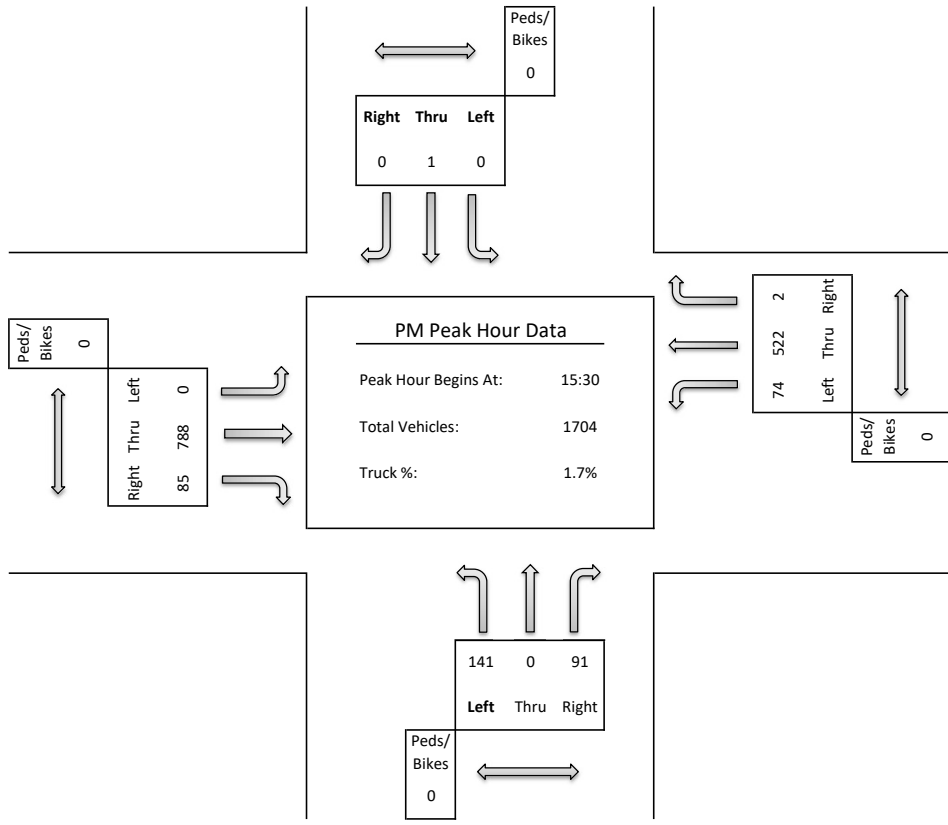 Peds/
Bikes
0
Right Thru Left
0 1 0
Peds/
Bikes
0
Left
0
Thru
788
Right
85
PM Peak Hour Data
Peak Hour Begins At: 15:30
Total Vehicles: 1704
Truck %: 1.7%
2
Right
522
Thru
74
Left
Peds/
Bikes
0
141 0 91
Left Thru Right
Peds/
Bikes
0